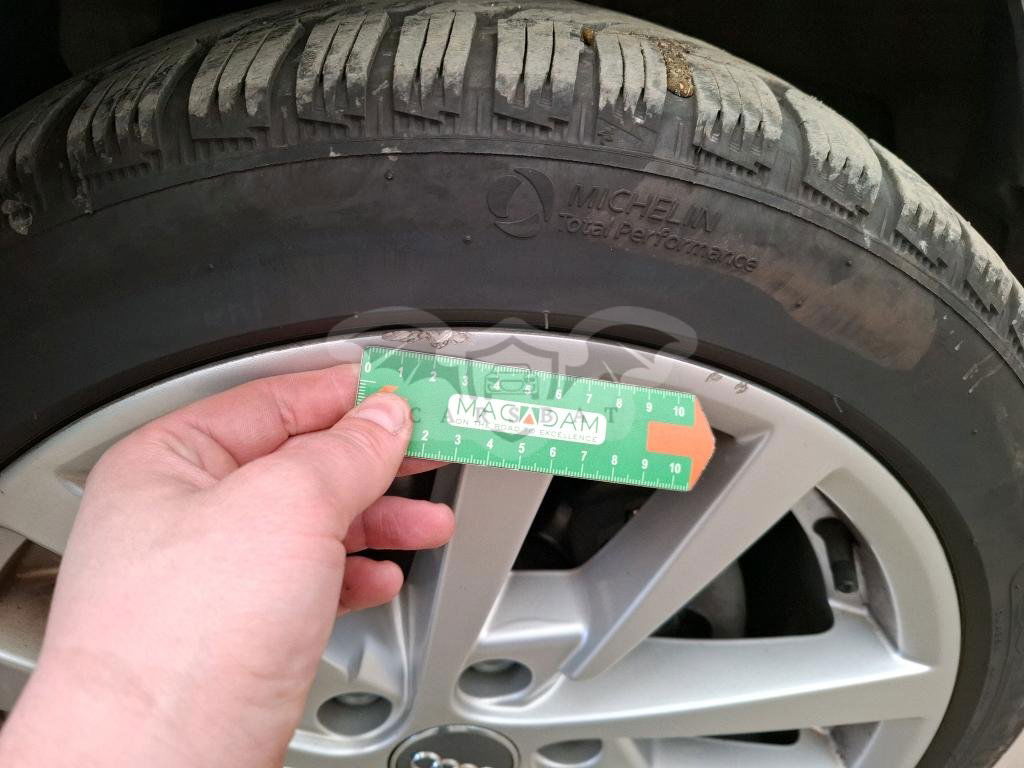 MICHELIN
Total Performance
0 1 2 3 4 5 6 7 8 9 10
MACADAM
ON THE ROAD TO EXCELLENCE
CARSBAT
2 3 4 5 6 7 8 9 10